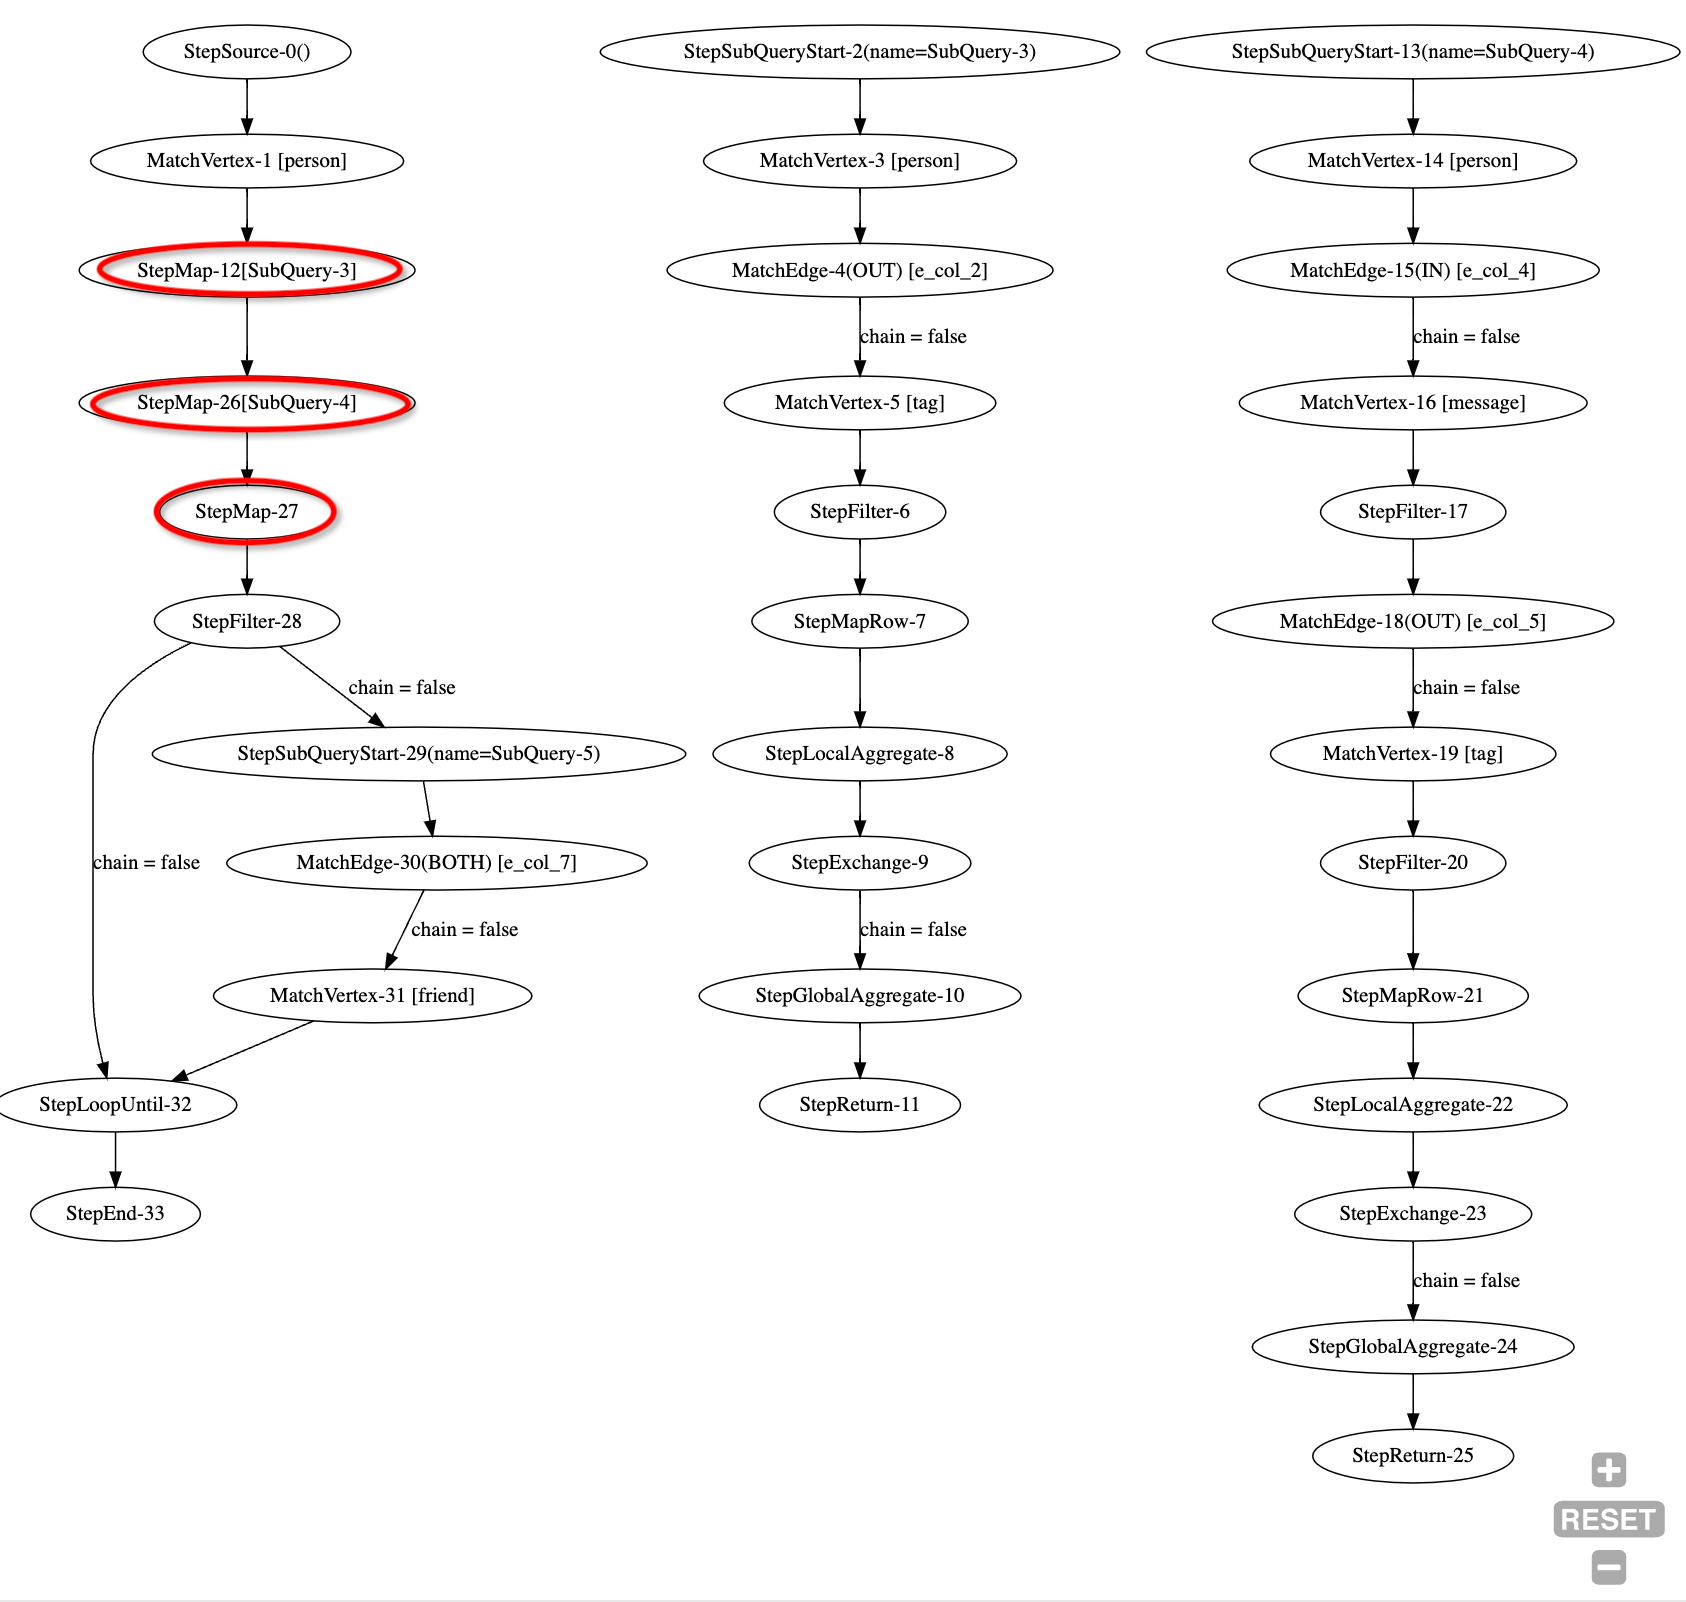 StepSource-0()
MatchVertex-1 [person]
StepMap-12[SubQuery-3]
StepMap-26[SubQuery-4]
StepMap-27
StepFilter-28
chain = false
StepSubQueryStart-29(name=SubQuery-5)
chain = false
MatchEdge-30(BOTH) [e_col_7]
chain = false
MatchVertex-31 [friend]
StepLoopUntil-32
StepEnd-33
StepSubQueryStart-2(name=SubQuery-3)
MatchVertex-3 [person]
MatchEdge-4(OUT) [e_col_2]
chain = false
MatchVertex-5 [tag]
StepFilter-6
StepMapRow-7
StepLocalAggregate-8
StepExchange-9
chain = false
StepGlobalAggregate-10
StepReturn-11
StepSubQueryStart-13(name=SubQuery-4)
MatchVertex-14 [person]
MatchEdge-15(IN) [e_col_4]
chain = false
MatchVertex-16 [message]
StepFilter-17
MatchEdge-18(OUT) [e_col_5]
chain = false
MatchVertex-19 [tag]
StepFilter-20
StepMapRow-21
StepLocalAggregate-22
StepExchange-23
chain = false
StepGlobalAggregate-24
StepReturn-25
RESET